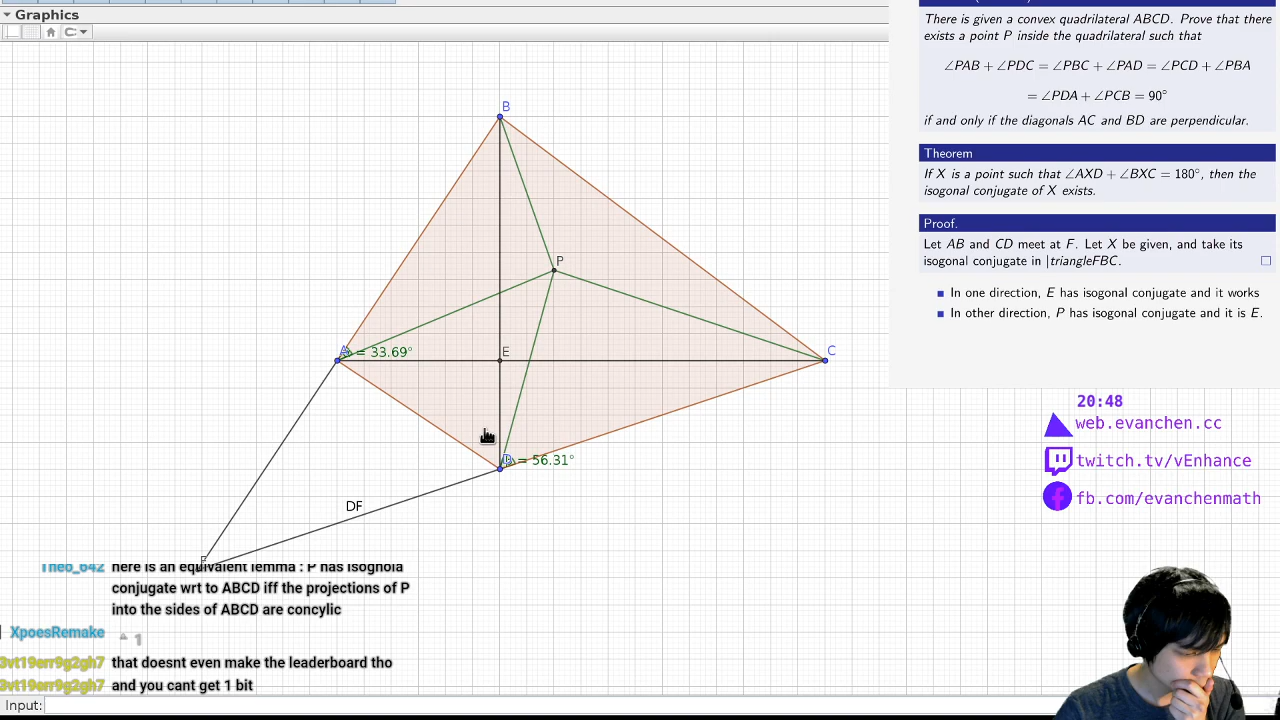 Graphics
There is given a convex quadrilateral ABCD. Prove that there
exists a point P inside the quadrilateral such that
∠PAB + ∠PDC = ∠PBC + ∠PAD = ∠PCD + ∠PBA
= ∠PDA + ∠PCB = 90°
if and only if the diagonals AC and BD are perpendicular.
Theorem
If X is a point such that ∠AXD + ∠BXC = 180°, then the
isogonal conjugate of X exists.
Proof.
Let AB and CD meet at F. Let X be given, and take its
isogonal conjugate in |triangleFBC.
In one direction, E has isogonal conjugate and it works
In other direction, P has isogonal conjugate and it is E.
B
P
= 33.69°
E
C
= 56.31°
DF
F
20:48
web.evanchen.cc
twitch.tv/vEnhance
fb.com/evanchenmath
Theo_642 here is an equivalent lemma : P has isognola
conjugate wrt to ABCD iff the projections of P
into the sides of ABCD are concylic
XpoesRemake ^ 1
3vt19err9g2gh7 that doesnt even make the leaderboard tho
3vt19err9g2gh7 and you cant get 1 bit
Input: